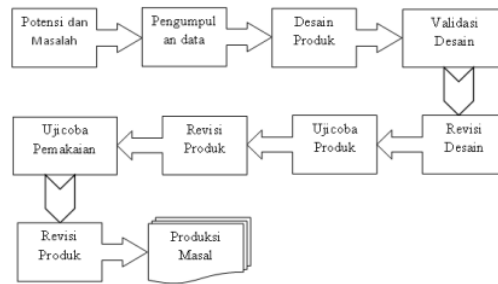 Potensi dan
Masalah
Pengumpul
an data
Desain
Produk
Validasi
Desain
Revisi
Desain
Ujicoba
Produk
Revisi
Produk
Ujicoba
Pemakaian
Revisi
Produk
Produksi
Masal